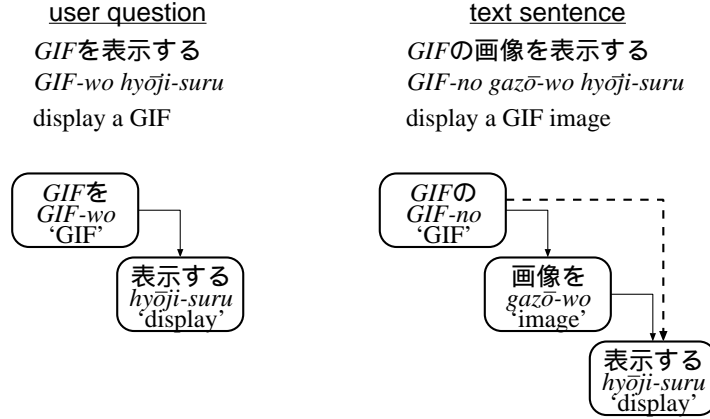 user question
GIFを表示する
GIF-wo hyōji-suru
display a GIF
text sentence
GIFの画像を表示する
GIF-no gazō-wo hyōji-suru
display a GIF image
GIFを
GIF-wo
‘GIF’
表示する
hyōji-suru
‘display’
GIFの
GIF-no
‘GIF’
画像を
gazō-wo
‘image’
表示する
hyōji-suru
‘display’